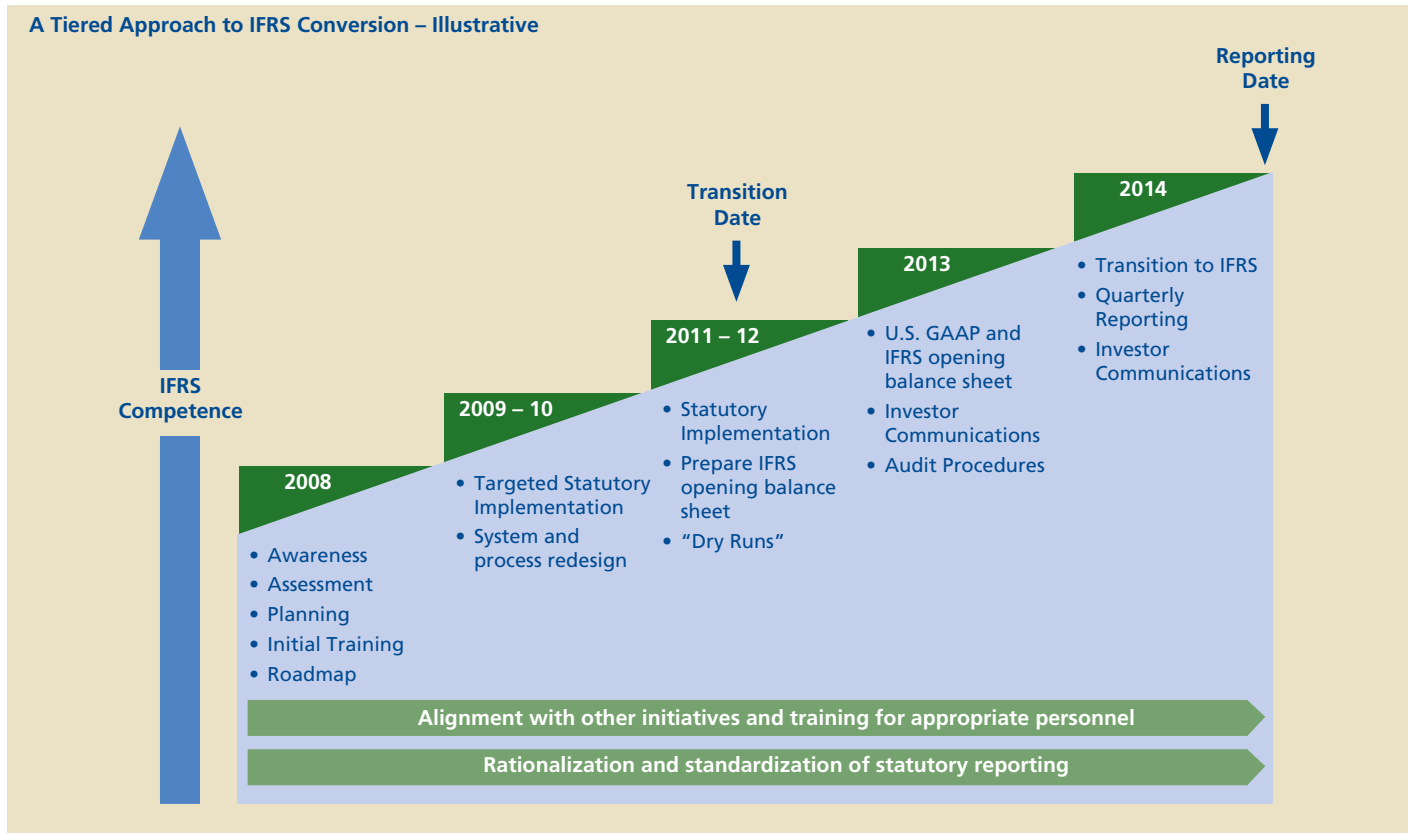 A Tiered Approach to IFRS Conversion – Illustrative
Reporting
Date
Transition
Date
IFRS
Competence
2008
• Awareness
• Assessment
• Planning
• Initial Training
• Roadmap
2009 – 10
• Targeted Statutory
Implementation
• System and
process redesign
2011 – 12
• Statutory
Implementation
• Prepare IFRS
opening balance
sheet
• “Dry Runs”
2013
• U.S. GAAP and
IFRS opening
balance sheet
• Investor
Communications
• Audit Procedures
2014
• Transition to IFRS
• Quarterly
Reporting
• Investor
Communications
Alignment with other initiatives and training for appropriate personnel
Rationalization and standardization of statutory reporting